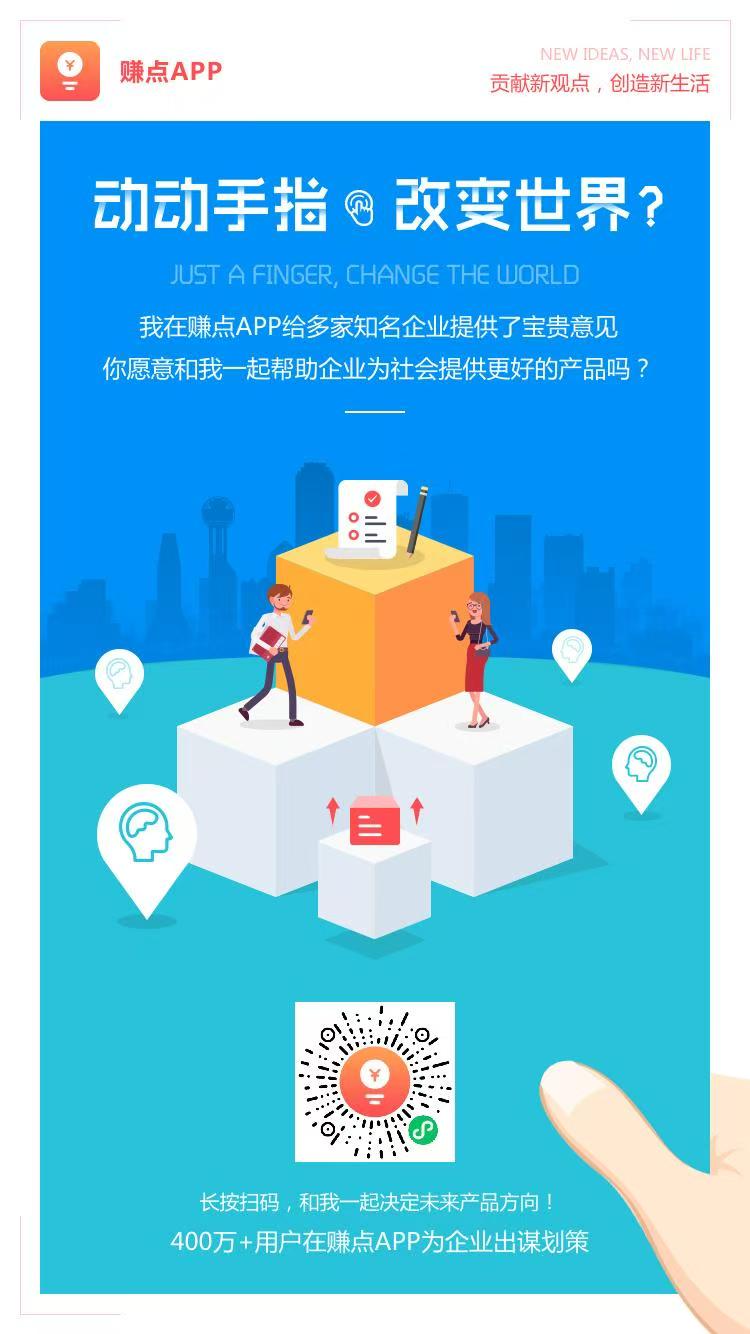 赚点APP
NEW IDEAS, NEW LIFE
贡献新观点，创造新生活
动动手指 改变世界?
JUST A FINGER, CHANGE THE WORLD
我在赚点APP给多家知名企业提供了宝贵意见
你愿意和我一起帮助企业为社会提供更好的产品吗？
长按扫码，和我一起决定未来产品方向！
400万+用户在赚点APP为企业出谋划策